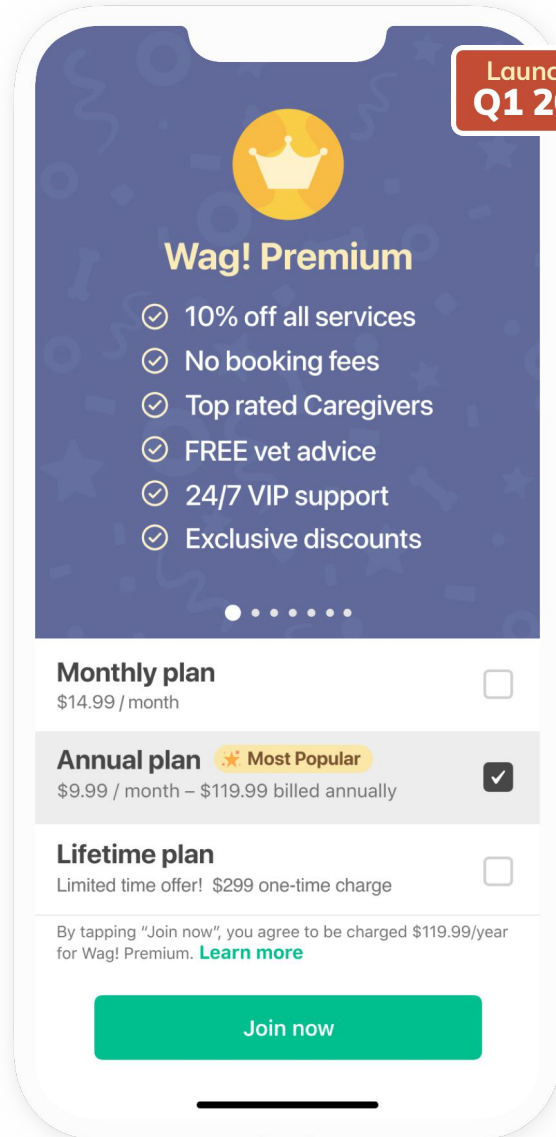 Q1
Wag! Premium
10% off all services
No booking fees
Top rated Caregivers
FREE vet advice
24/7 VIP support
Exclusive discounts
Monthly plan
$14.99 / month
Annual plan Most Popular
$9.99 / month – $119.99 billed annually
Lifetime plan
Limited time offer! $299 one-time charge
By tapping “Join now”, you agree to be charged $119.99/year
for Wag! Premium. Learn more
Join now